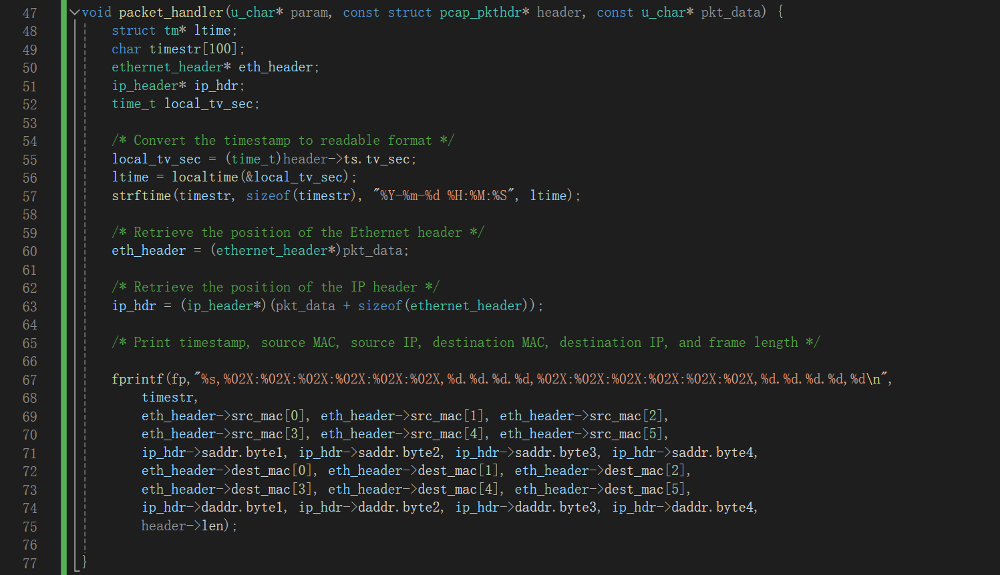 47 void packet_handler(u_char* param, const struct pcap_pkthdr* header, const u_char* pkt_data) {
48     struct tm* ltime;
49     char timestr[100];
50     ethernet_header* eth_header;
51     ip_header* ip_hdr;
52     time_t local_tv_sec;
53
54     /* Convert the timestamp to readable format */
55     local_tv_sec = (time_t)header->ts.tv_sec;
56     ltime = localtime(&local_tv_sec);
57     strftime(timestr, sizeof(timestr), "%Y-%m-%d %H:%M:%S", ltime);
58
59     /* Retrieve the position of the Ethernet header */
60     eth_header = (ethernet_header*)pkt_data;
61
62     /* Retrieve the position of the IP header */
63     ip_hdr = (ip_header*)(pkt_data + sizeof(ethernet_header));
64
65     /* Print timestamp, source MAC, source IP, destination MAC, destination IP, and frame length */
66
67     fprintf(fp,"%s,%02X:%02X:%02X:%02X:%02X:%02X,%d.%d.%d.%d,%02X:%02X:%02X:%02X:%02X:%02X,%d.%d.%d.%d,%d\n",
68         timestr,
69         eth_header->src_mac[0], eth_header->src_mac[1], eth_header->src_mac[2],
70         eth_header->src_mac[3], eth_header->src_mac[4], eth_header->src_mac[5],
71         ip_hdr->saddr.byte1, ip_hdr->saddr.byte2, ip_hdr->saddr.byte3, ip_hdr->saddr.byte4,
72         eth_header->dest_mac[0], eth_header->dest_mac[1], eth_header->dest_mac[2],
73         eth_header->dest_mac[3], eth_header->dest_mac[4], eth_header->dest_mac[5],
74         ip_hdr->daddr.byte1, ip_hdr->daddr.byte2, ip_hdr->daddr.byte3, ip_hdr->daddr.byte4,
75         header->len);
76
77 }